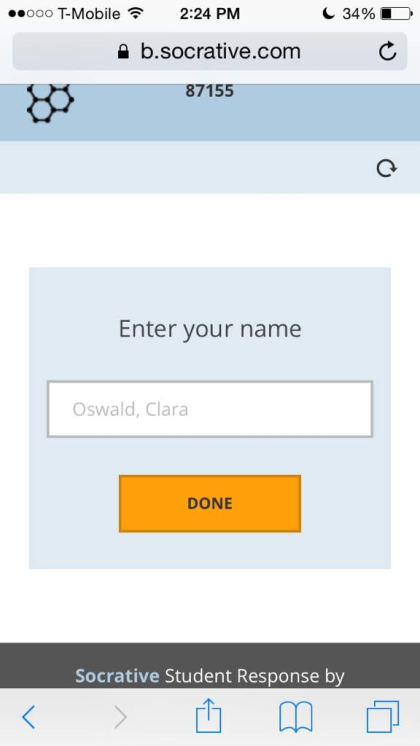 T-Mobile 2:24 PM 34%
b.socrative.com
87155
Enter your name
Oswald, Clara
DONE
Socrative Student Response by